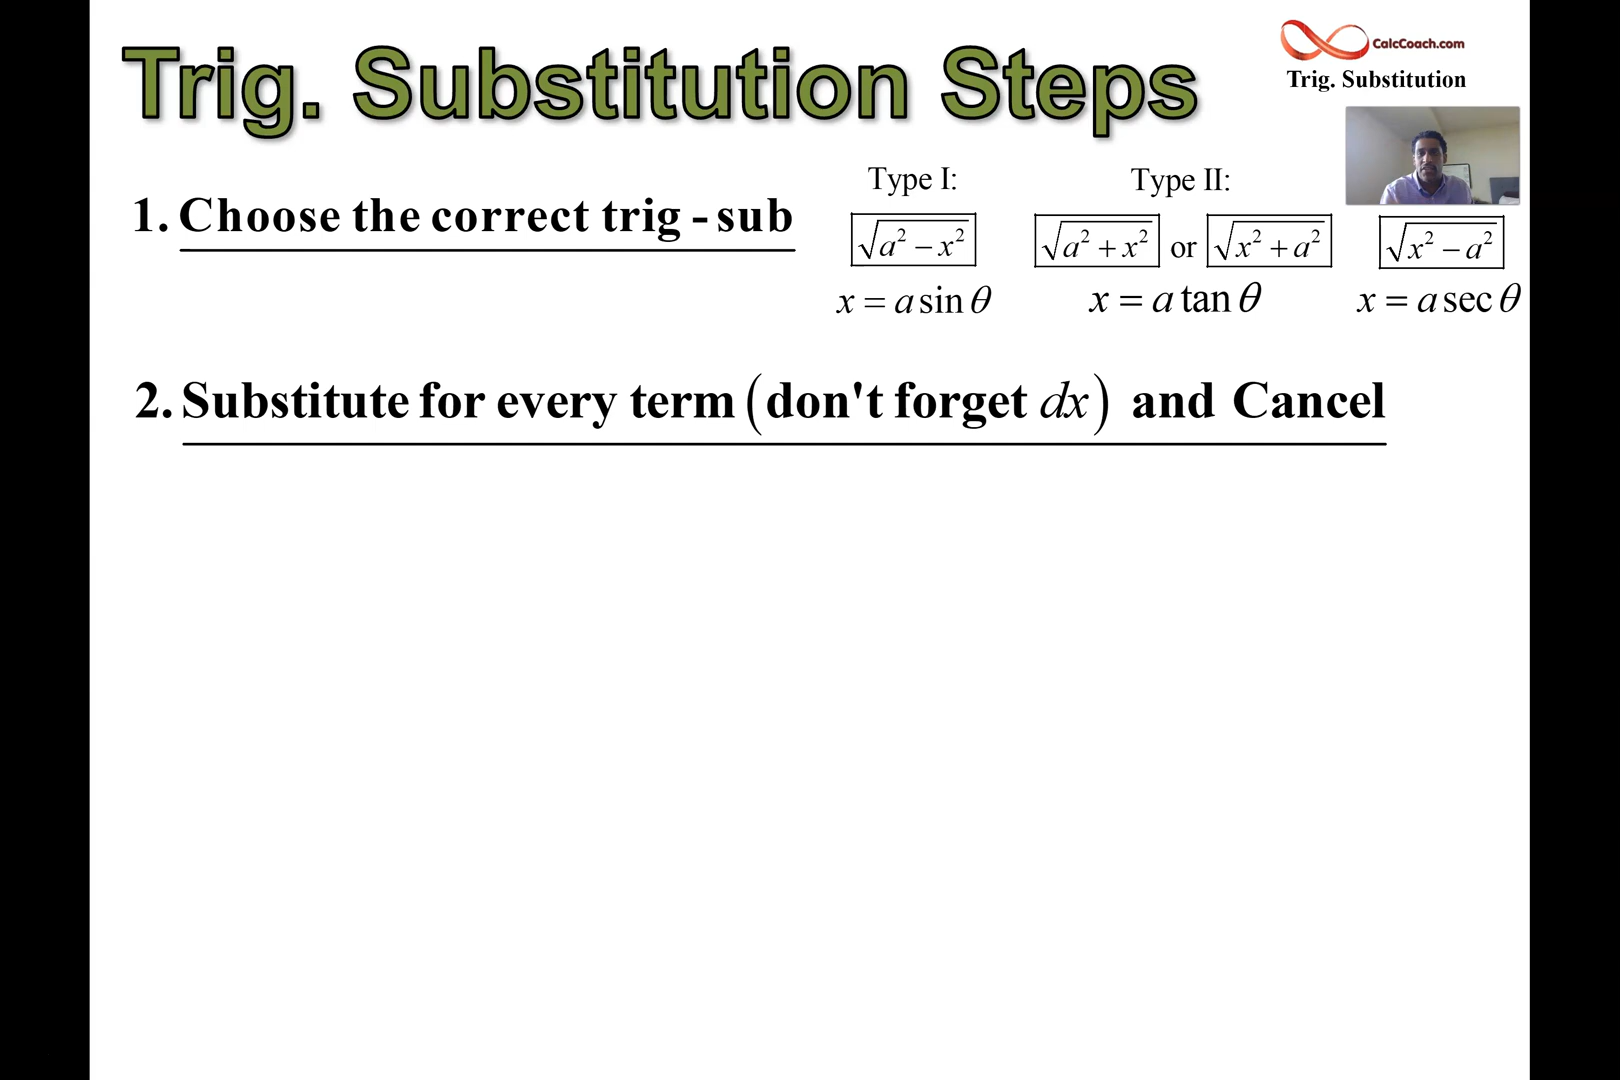 Trig. Substitution Steps
CalcCoach.com
Trig. Substitution
1. Choose the correct trig - sub
Type I:
√(a² − x²)
x = a sin θ
Type II:
√(a² + x²) or √(x² + a²)
x = a tan θ
√(x² − a²)
x = a sec θ
2. Substitute for every term (don't forget dx) and Cancel